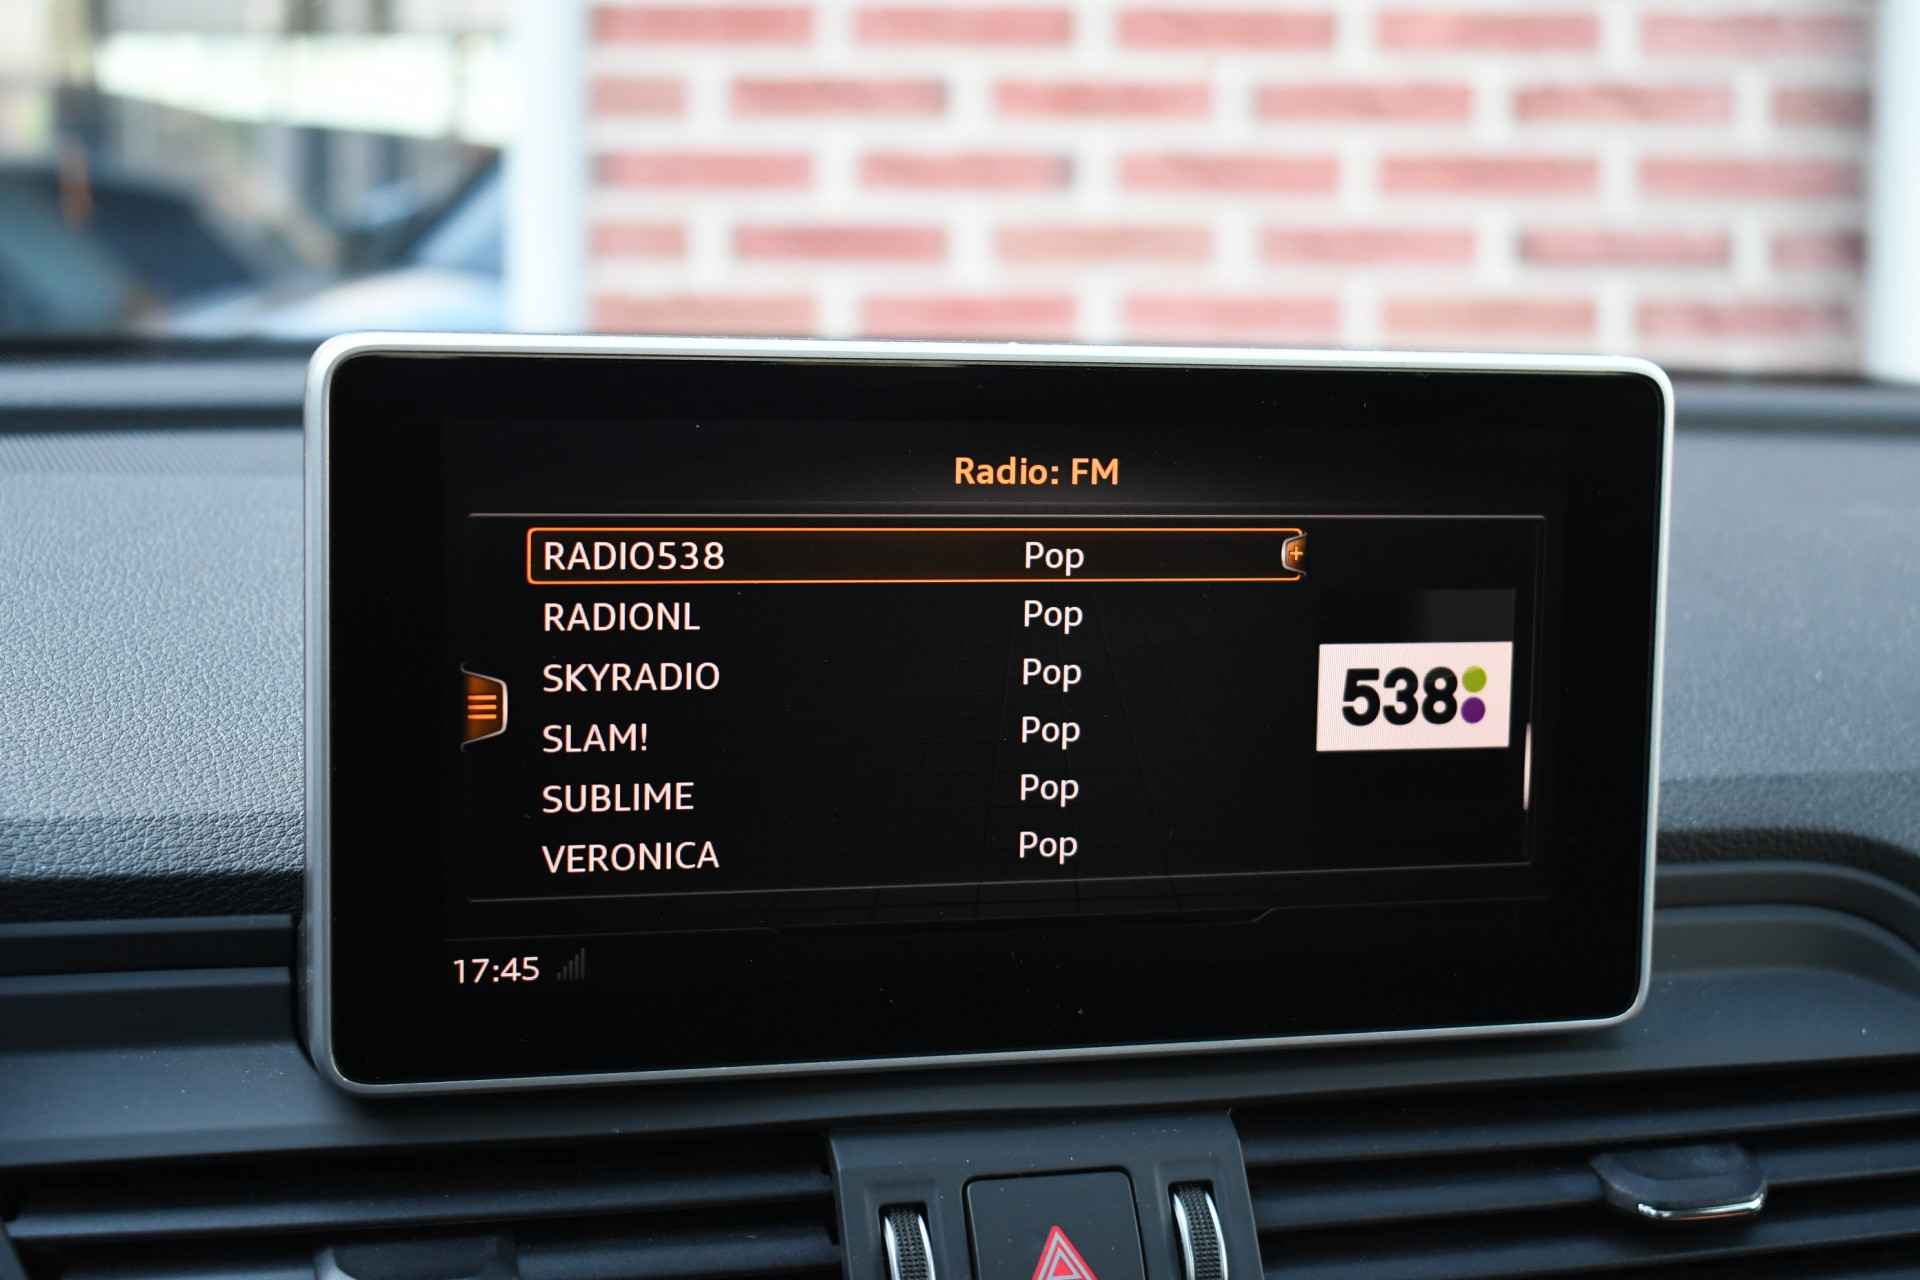 Radio: FM
RADIO538 Pop
RADIONL Pop
SKYRADIO Pop
538
SLAM! Pop
SUBLIME Pop
VERONICA Pop
17:45